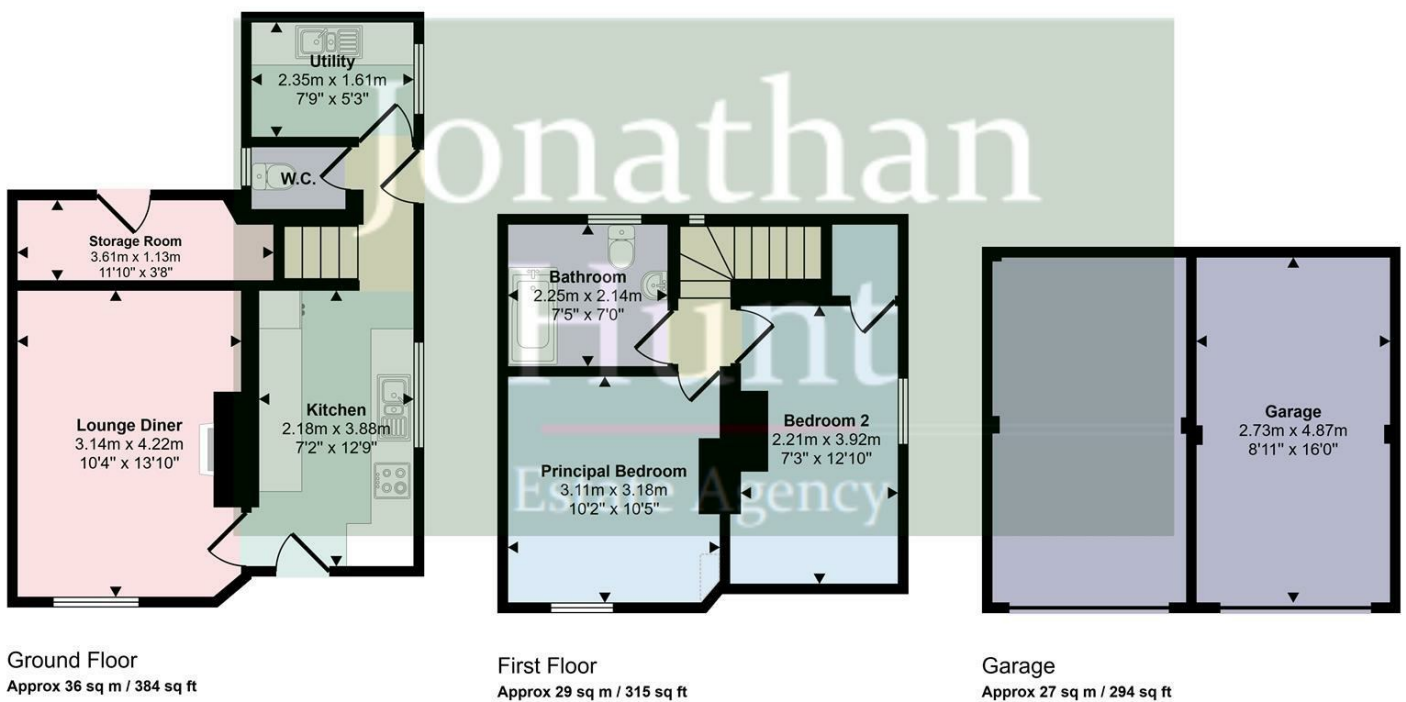 Utility
2.35m x 1.61m
7'9" x 5'3"
W.C.
Storage Room
3.61m x 1.13m
11'10" x 3'8"
Lounge Diner
3.14m x 4.22m
10'4" x 13'10"
Kitchen
2.18m x 3.88m
7'2" x 12'9"
Ground Floor
Approx 36 sq m / 384 sq ft
Bathroom
2.25m x 2.14m
7'5" x 7'0"
Bedroom 2
2.21m x 3.92m
7'3" x 12'10"
Principal Bedroom
3.11m x 3.18m
10'2" x 10'5"
First Floor
Approx 29 sq m / 315 sq ft
Garage
2.73m x 4.87m
8'11" x 16'0"
Garage
Approx 27 sq m / 294 sq ft
Jonathan
Hunt
Estate Agency